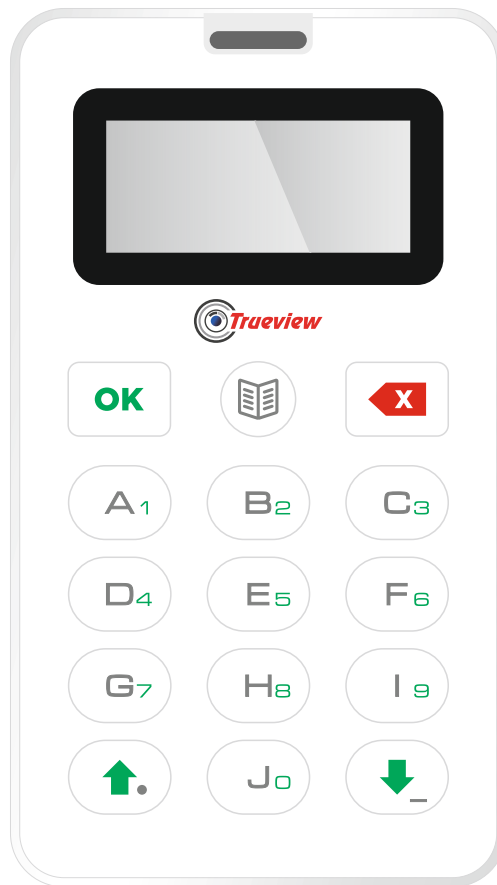 Trueview
OK X
A1 B2 C3
D4 E5 F6
G7 H8 I9
. J0 _